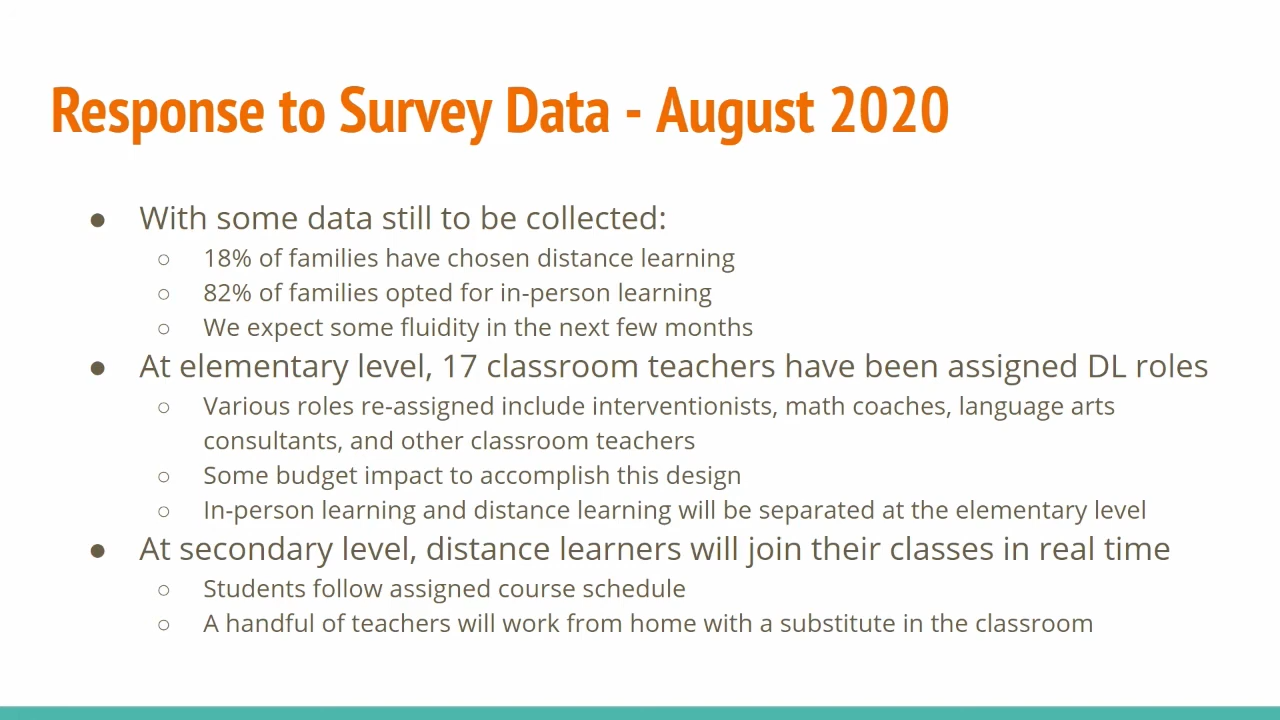 Response to Survey Data - August 2020
● With some data still to be collected:
○ 18% of families have chosen distance learning
○ 82% of families opted for in-person learning
○ We expect some fluidity in the next few months
● At elementary level, 17 classroom teachers have been assigned DL roles
○ Various roles re-assigned include interventionists, math coaches, language arts
consultants, and other classroom teachers
○ Some budget impact to accomplish this design
○ In-person learning and distance learning will be separated at the elementary level
● At secondary level, distance learners will join their classes in real time
○ Students follow assigned course schedule
○ A handful of teachers will work from home with a substitute in the classroom